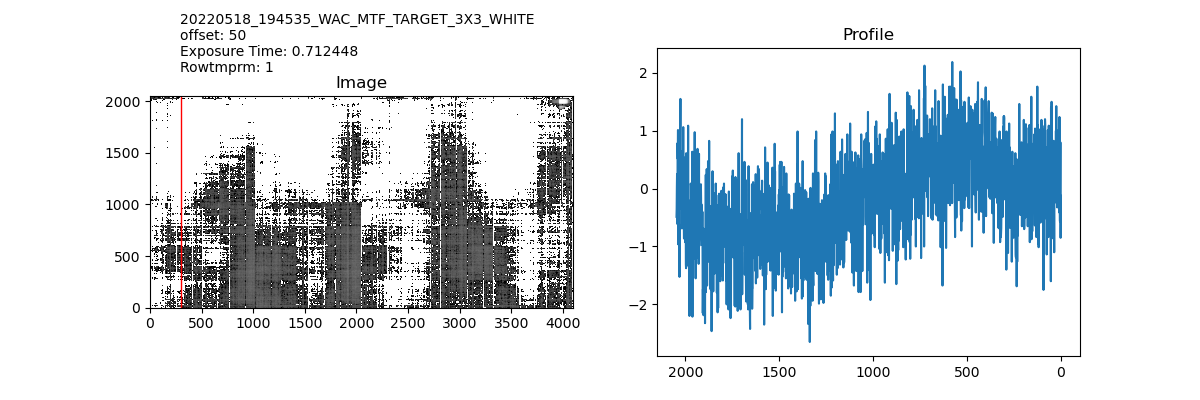 20220518_194535_WAC_MTF_TARGET_3X3_WHITE
offset: 50
Exposure Time: 0.712448
Rowtmprm: 1
Image
2000
1500
1000
500
0
0 500 1000 1500 2000 2500 3000 3500 4000
Profile
2
1
0
−1
−2
2000 1500 1000 500 0